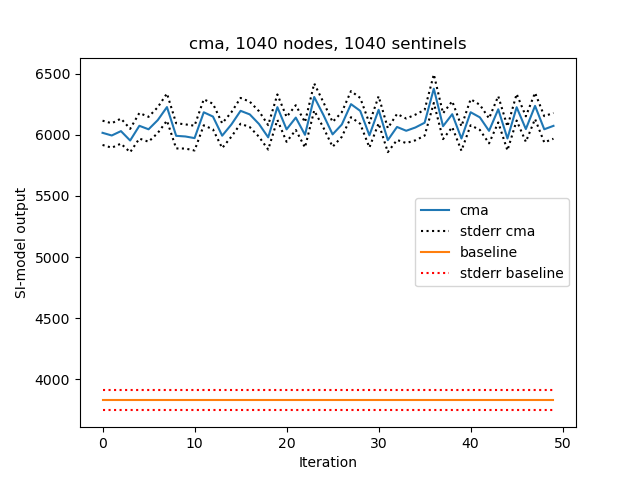 cma, 1040 nodes, 1040 sentinels
6500
6000
5500
5000
4500
4000
SI-model output
cma
stderr cma
baseline
stderr baseline
0
10
20
30
40
50
Iteration